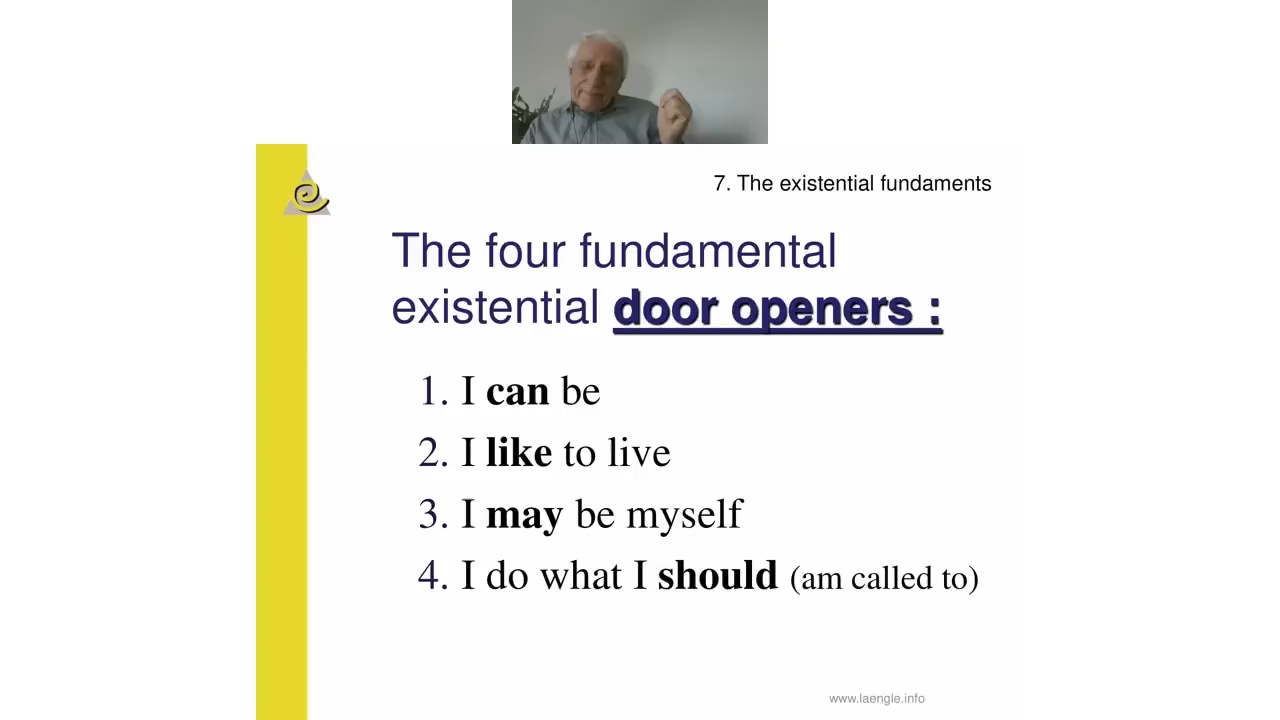 7. The existential fundaments
The four fundamental
existential door openers :
1. I can be
2. I like to live
3. I may be myself
4. I do what I should (am called to)
www.laengle.info